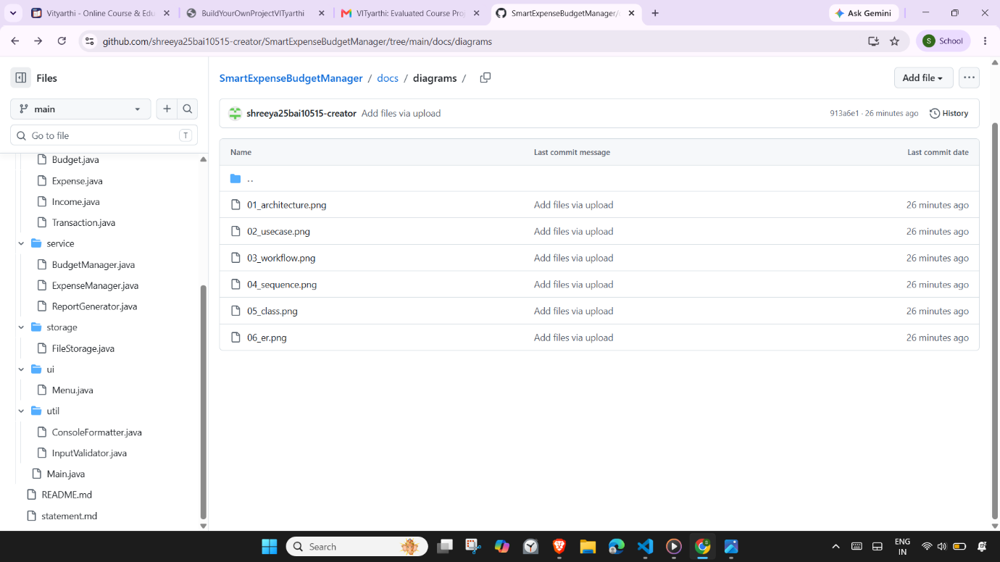 Vityarthi - Online Course & Edu
BuildYourOwnProjectVITyarthi
VITyarthi: Evaluated Course Pro
SmartExpenseBudgetManager/
Ask Gemini
github.com/shreeya25bai10515-creator/SmartExpenseBudgetManager/tree/main/docs/diagrams
S School
Files
main
Go to file T
Budget.java
Expense.java
Income.java
Transaction.java
service
BudgetManager.java
ExpenseManager.java
ReportGenerator.java
storage
FileStorage.java
ui
Menu.java
util
ConsoleFormatter.java
InputValidator.java
Main.java
README.md
statement.md
SmartExpenseBudgetManager / docs / diagrams /
Add file
shreeya25bai10515-creator Add files via upload
913a6e1 · 26 minutes ago
History
Name Last commit message Last commit date
..
01_architecture.png Add files via upload 26 minutes ago
02_usecase.png Add files via upload 26 minutes ago
03_workflow.png Add files via upload 26 minutes ago
04_sequence.png Add files via upload 26 minutes ago
05_class.png Add files via upload 26 minutes ago
06_er.png Add files via upload 26 minutes ago
Search
ENG
IN